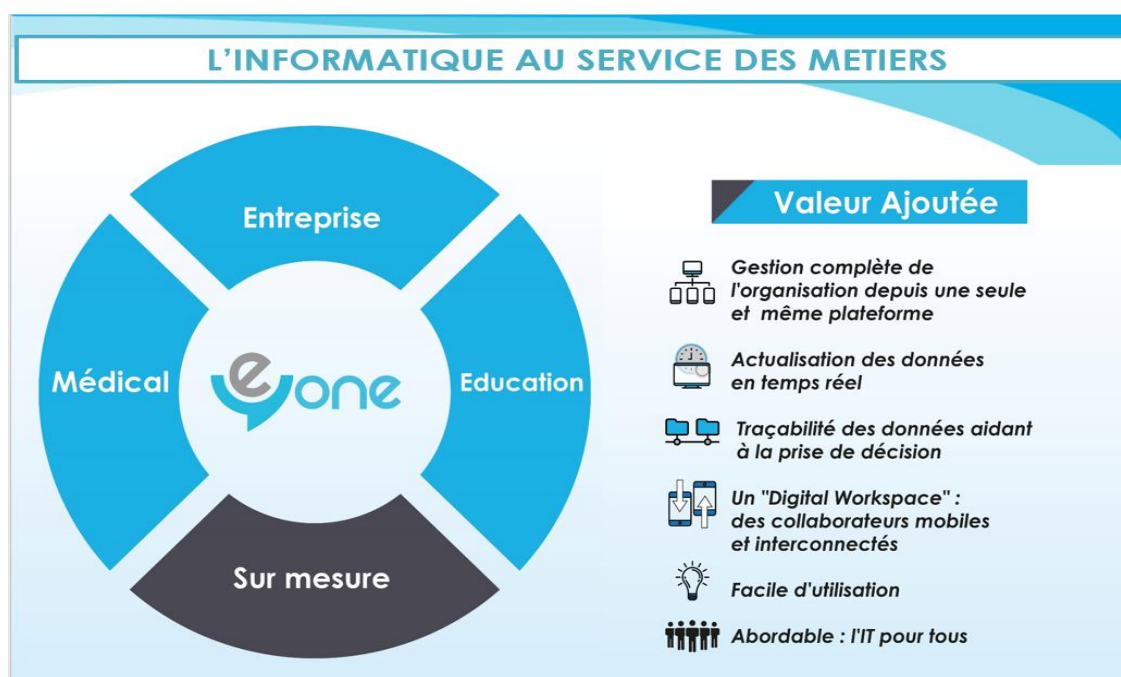 L'INFORMATIQUE AU SERVICE DES METIERS
Entreprise
Médical
eyone
Education
Sur mesure
Valeur Ajoutée
Gestion complète de
l'organisation depuis une seule
et même plateforme
Actualisation des données
en temps réel
Traçabilité des données aidant
à la prise de décision
Un "Digital Workspace" :
des collaborateurs mobiles
et interconnectés
Facile d'utilisation
Abordable : l'IT pour tous